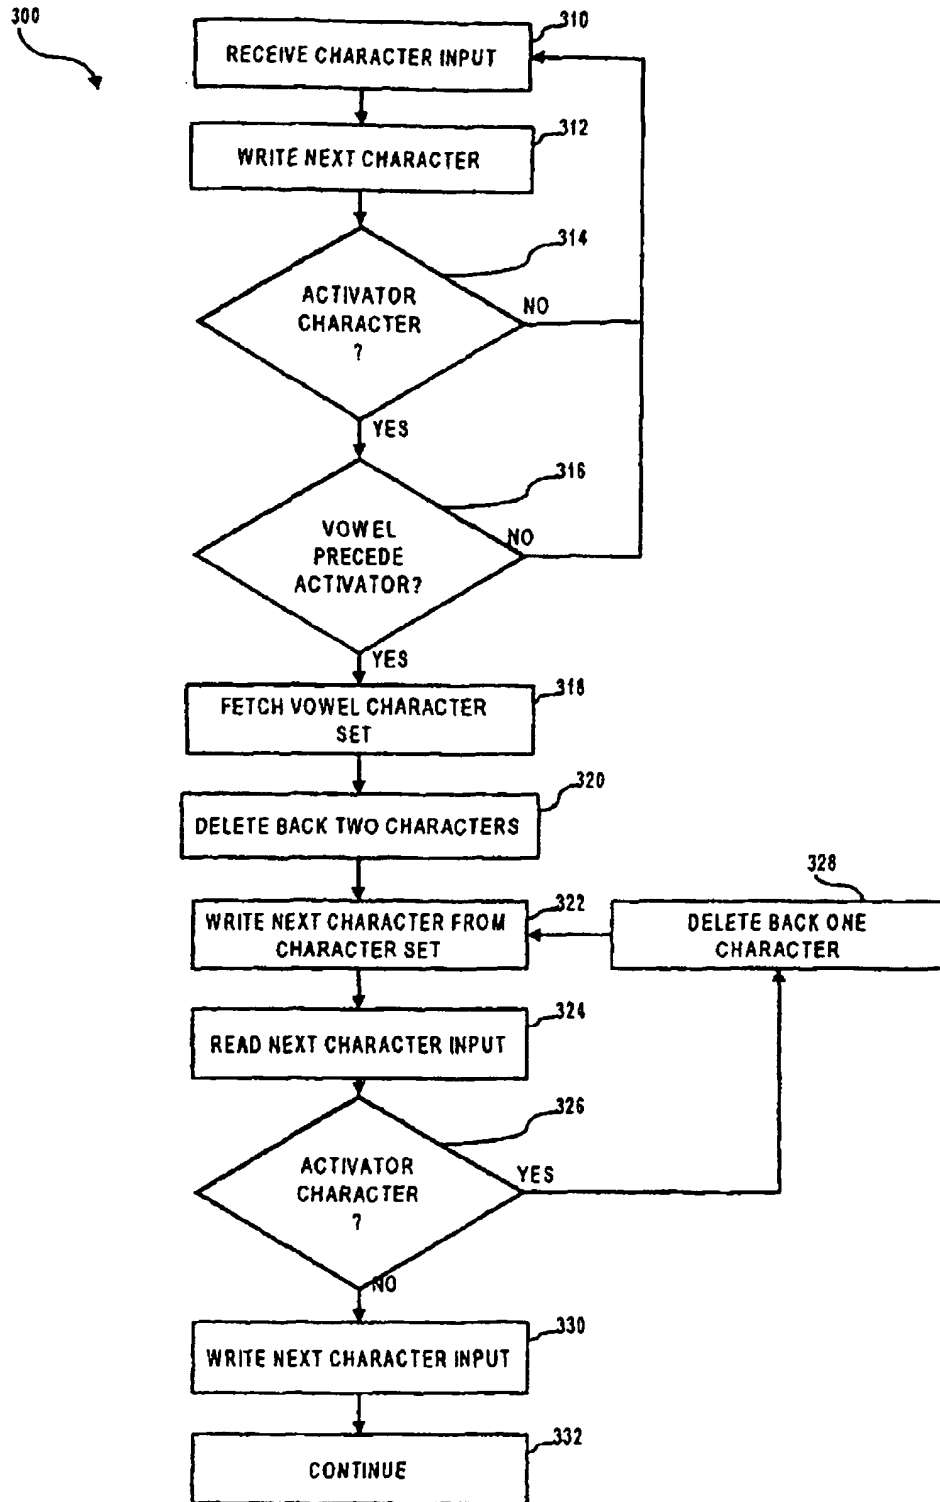 300
310
RECEIVE CHARACTER INPUT
312
WRITE NEXT CHARACTER
314
ACTIVATOR
CHARACTER
?
NO
YES
316
VOWEL
PRECEDE
ACTIVATOR?
NO
YES
318
FETCH VOWEL CHARACTER
SET
320
DELETE BACK TWO CHARACTERS
322
WRITE NEXT CHARACTER FROM
CHARACTER SET
328
DELETE BACK ONE
CHARACTER
324
READ NEXT CHARACTER INPUT
326
ACTIVATOR
CHARACTER
?
YES
NO
330
WRITE NEXT CHARACTER INPUT
332
CONTINUE